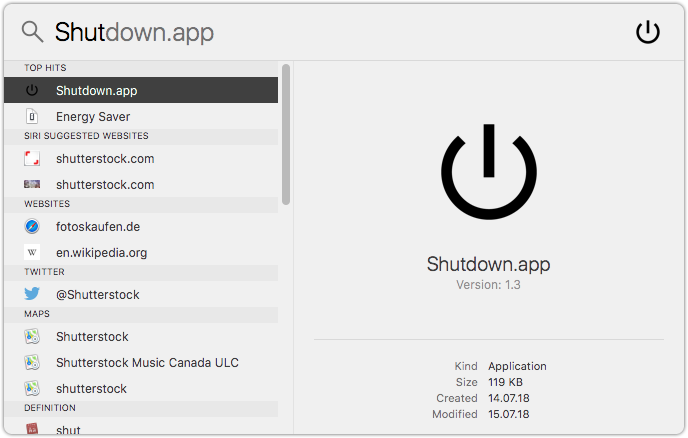 Shutdown.app
TOP HITS
Shutdown.app
Energy Saver
SIRI SUGGESTED WEBSITES
shutterstock.com
shutterstock.com
WEBSITES
fotoskaufen.de
W en.wikipedia.org
TWITTER
@Shutterstock
MAPS
Shutterstock
Shutterstock Music Canada ULC
shutterstock
DEFINITION
shut
Shutdown.app
Version: 1.3
Kind Application
Size 119 KB
Created 14.07.18
Modified 15.07.18